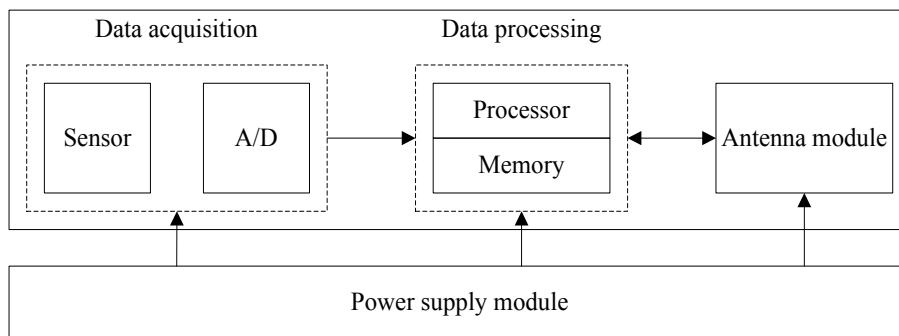 Data acquisition
Data processing
Sensor
A/D
Processor
Memory
Antenna module
Power supply module